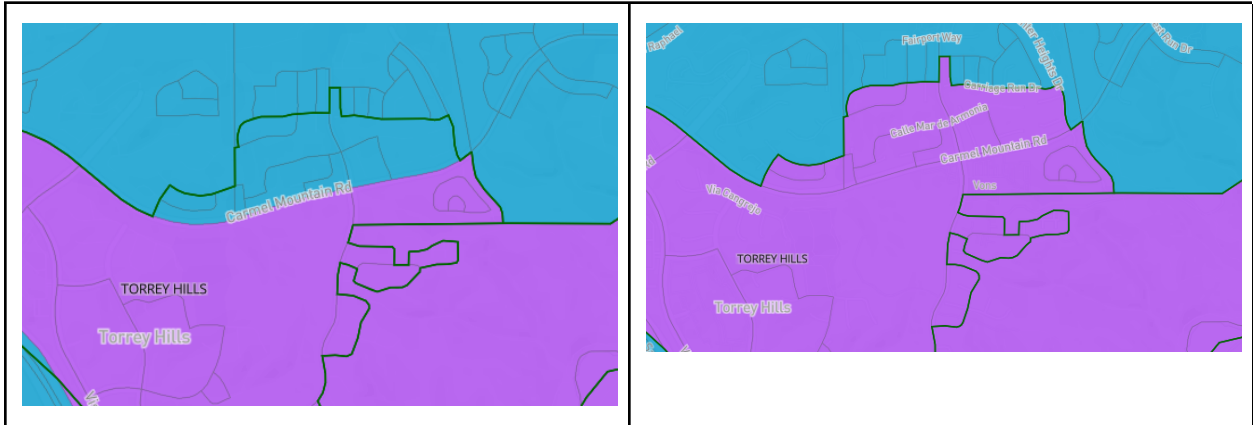 Carmel Mountain Rd
TORREY HILLS
Torrey Hills
Raphael
Fairport Way
Carriage Run Dr
Calle Mar de Armonia
Carmel Mountain Rd
Via Cangrejo
Vons
TORREY HILLS
Torrey Hills